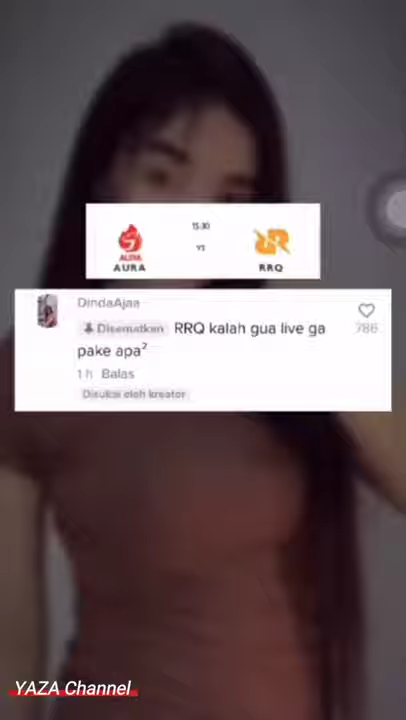 15:30
VS
AURA
AURA
RRQ
DindaAjaa
Disematkan RRQ kalah gua live ga
pake apa²
786
1 h Balas
Disukai oleh kreator
YAZA Channel